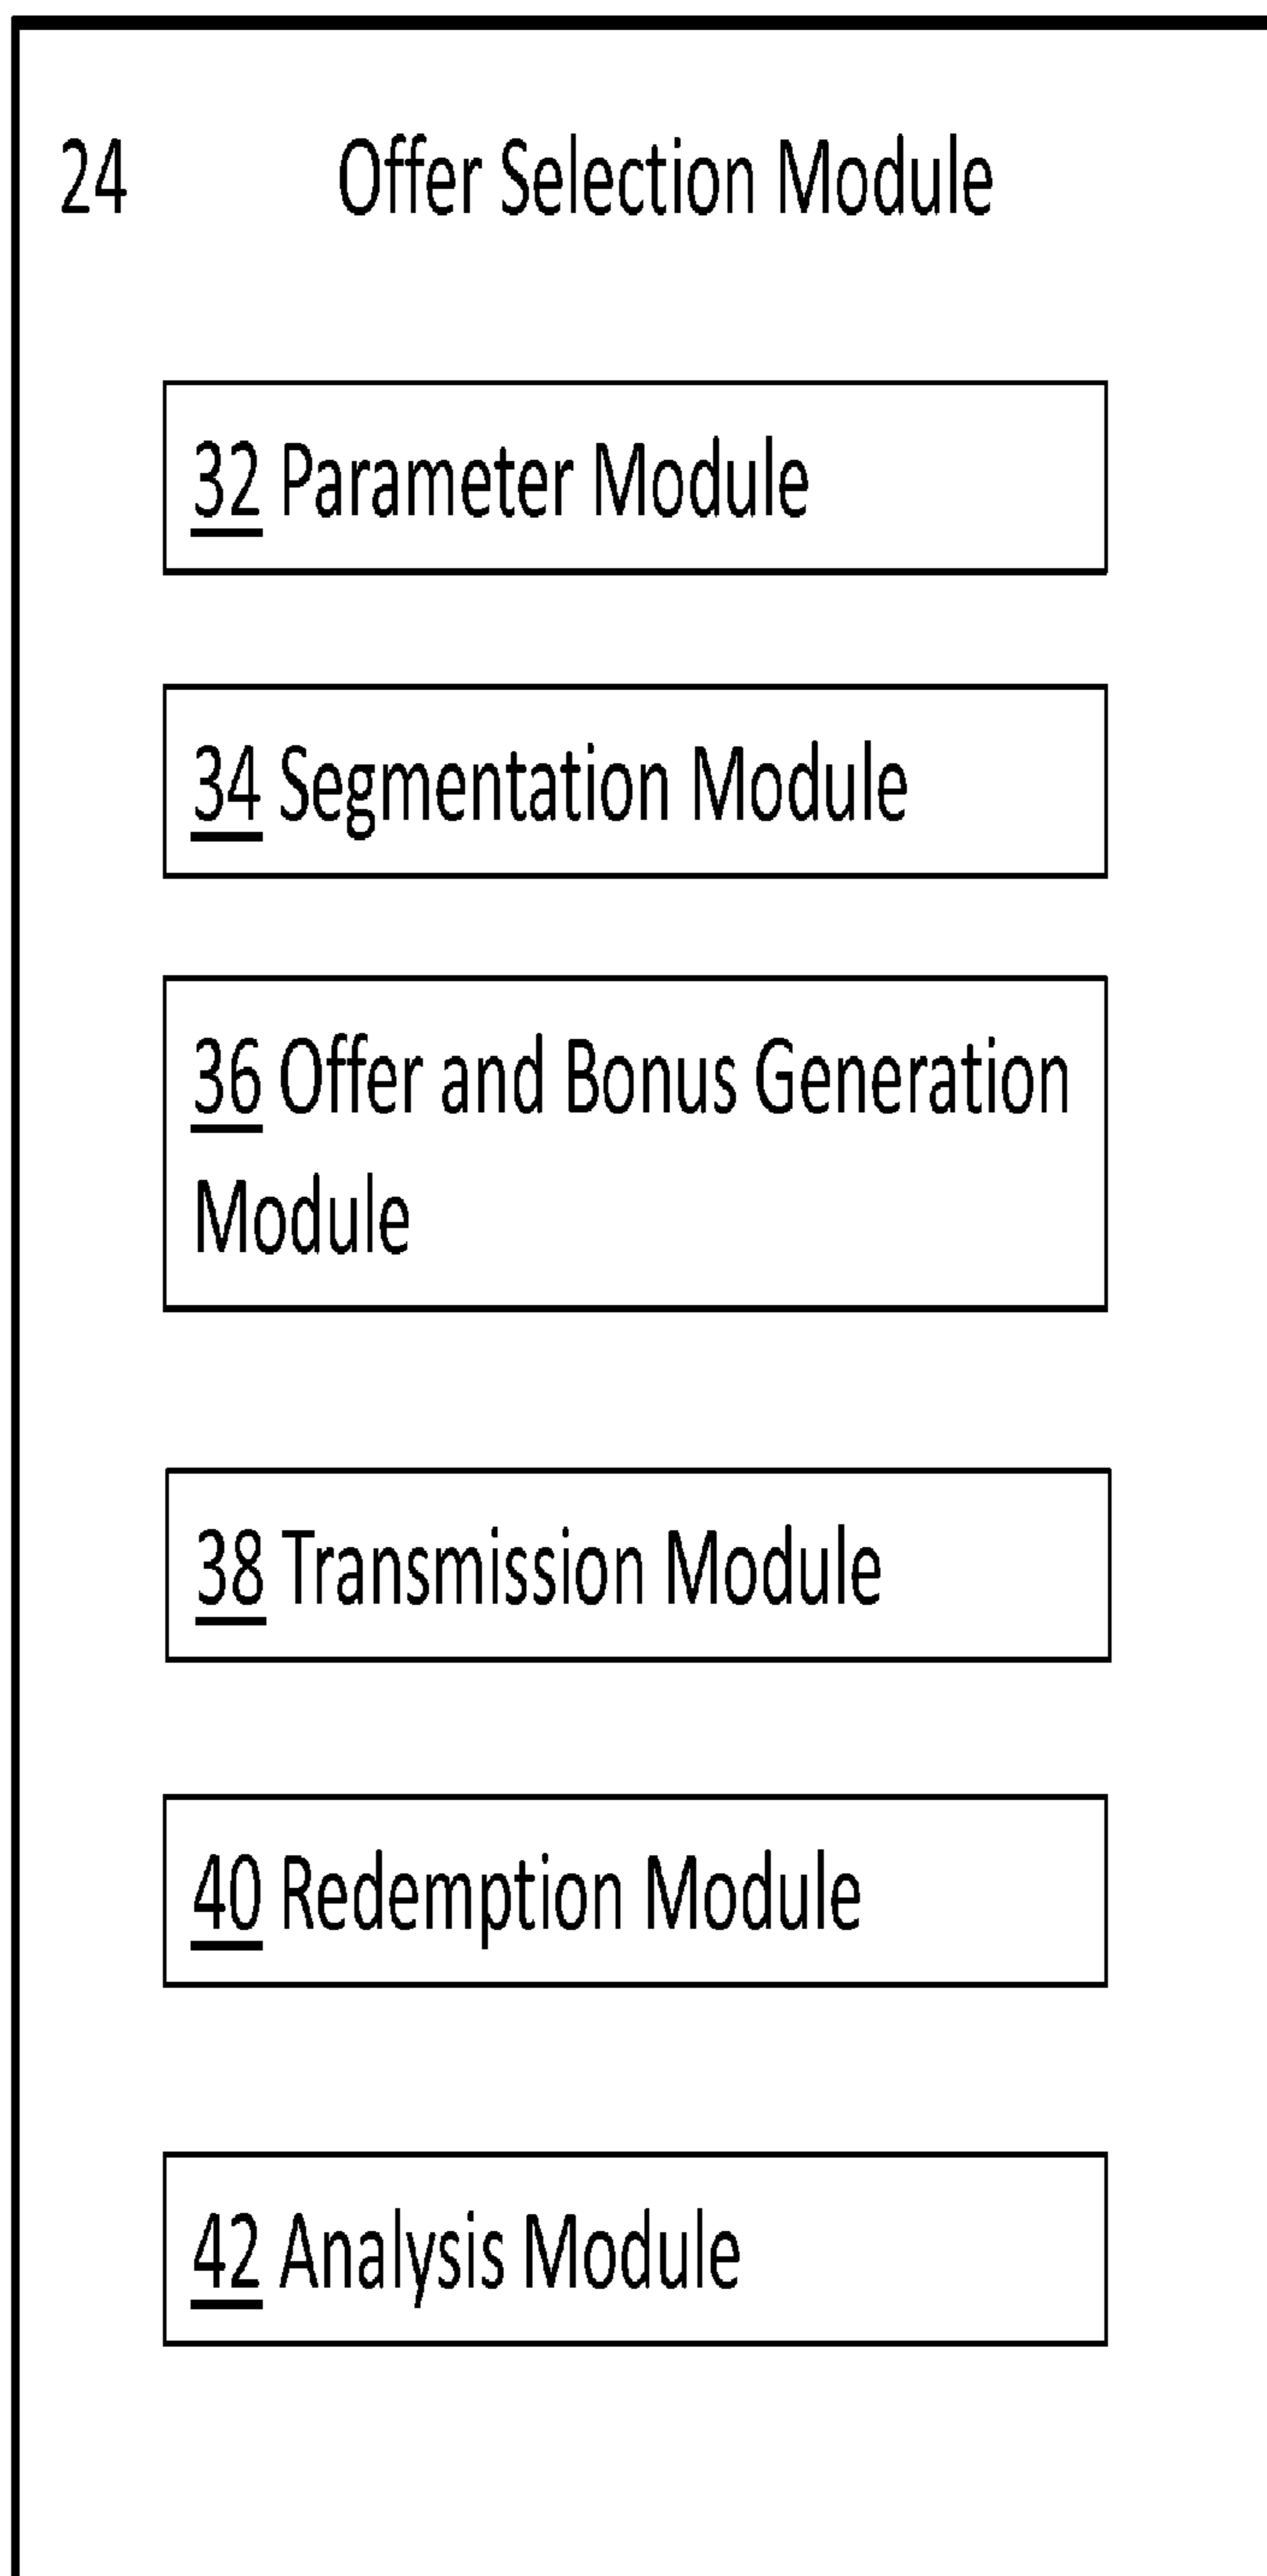 24 Offer Selection Module
32 Parameter Module
34 Segmentation Module
36 Offer and Bonus Generation
Module
38 Transmission Module
40 Redemption Module
42 Analysis Module